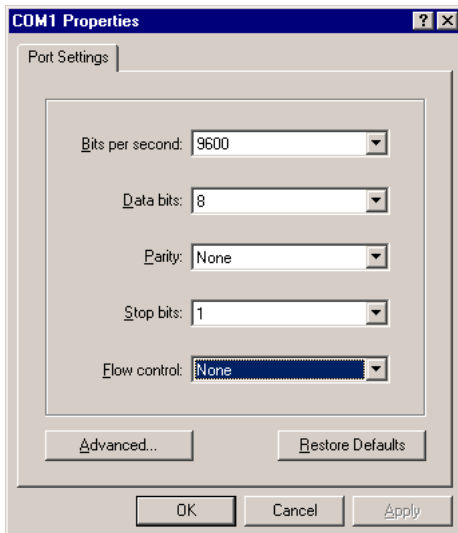 COM1 Properties
Port Settings
Bits per second: 9600
Data bits: 8
Parity: None
Stop bits: 1
Flow control: None
Advanced... Restore Defaults
OK Cancel Apply